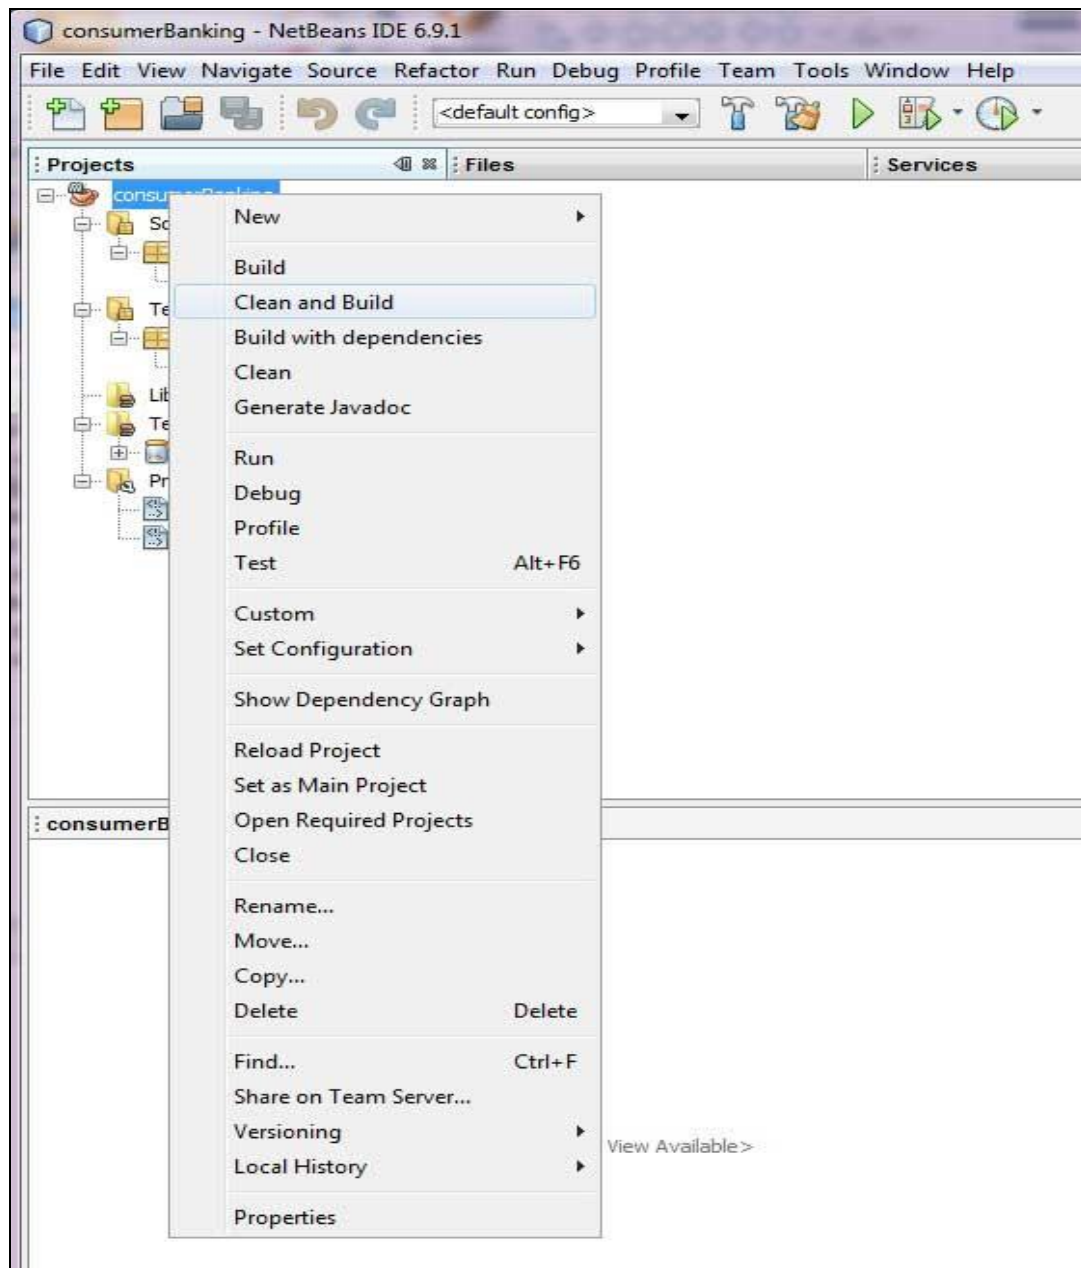 consumerBanking - NetBeans IDE 6.9.1
File Edit View Navigate Source Refactor Run Debug Profile Team Tools Window Help
<default config>
Projects Files Services
New
Build
Clean and Build
Build with dependencies
Clean
Generate Javadoc
Run
Debug
Profile
Test Alt+F6
Custom
Set Configuration
Show Dependency Graph
Reload Project
Set as Main Project
Open Required Projects
Close
Rename...
Move...
Copy...
Delete Delete
Find... Ctrl+F
Share on Team Server...
Versioning
View Available>
Local History
Properties